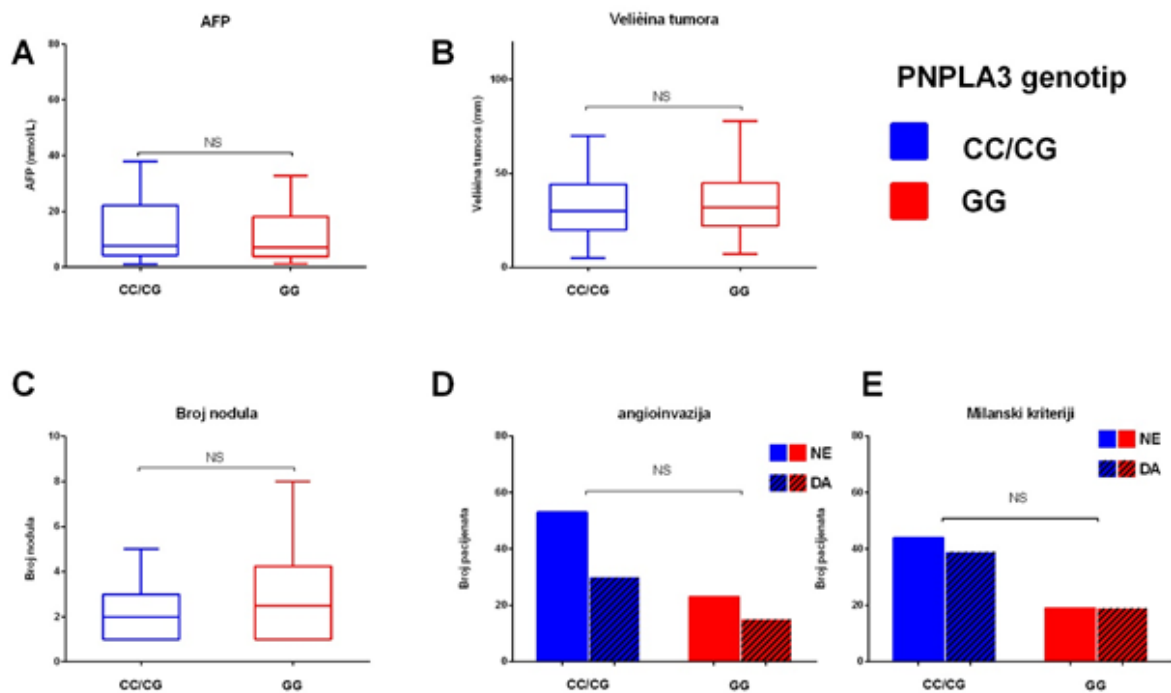 A
AFP
AFP (nmol/L)
80
60
40
20
0
NS
CC/CG
GG
B
Velièina tumora
Velièina tumora (mm)
100
50
0
NS
CC/CG
GG
PNPLA3 genotip
CC/CG
GG
C
Broj nodula
Broj nodula
10
8
6
4
2
0
NS
CC/CG
GG
D
angioinvazija
Broj pacijenata
80
60
40
20
0
NS
NE
DA
CC/CG
GG
E
Milanski kriteriji
Broj pacijenata
80
60
40
20
0
NS
NE
DA
CC/CG
GG